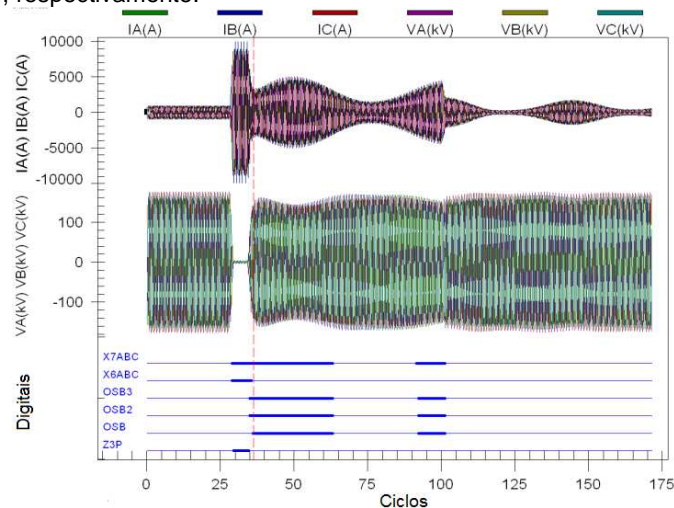 , respectivamente.
IA(A) IB(A) IC(A) VA(kV) VB(kV) VC(kV)
IA(A) IB(A) IC(A)
10000
5000
0
-5000
-10000
VA(kV) VB(kV) VC(kV)
100
0
-100
Digitais
X7ABC
X6ABC
OSB3
OSB2
OSB
Z3P
0 25 50 75 100 125 150 175
Ciclos